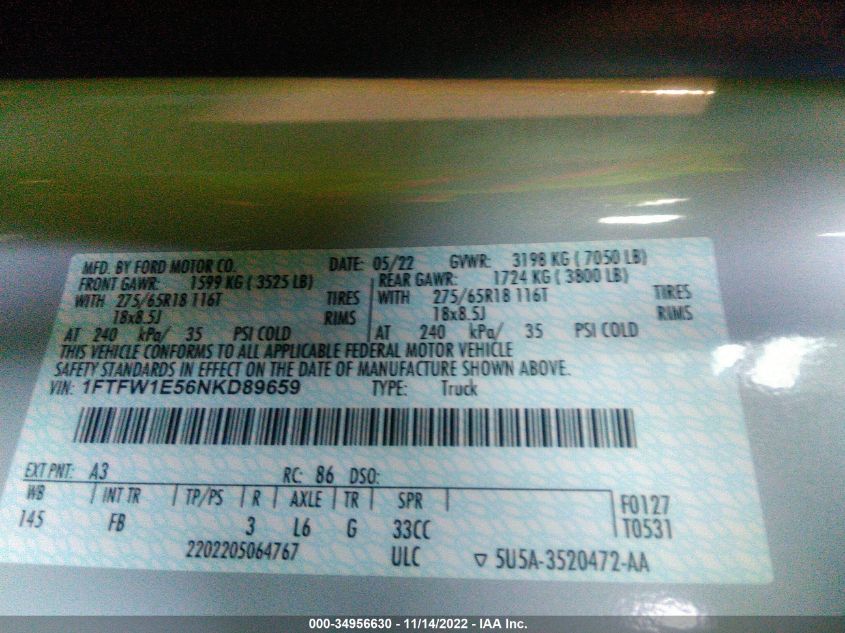 MFD. BY FORD MOTOR CO. DATE: 05/22 GVWR: 3198 KG ( 7050 LB)
FRONT GAWR: 1599 KG ( 3525 LB) REAR GAWR: 1724 KG ( 3800 LB)
WITH 275/65R18 116T TIRES WITH 275/65R18 116T TIRES
18x8.5J RIMS 18x8.5J RIMS
AT 240 kPa/ 35 PSI COLD AT 240 kPa/ 35 PSI COLD
THIS VEHICLE CONFORMS TO ALL APPLICABLE FEDERAL MOTOR VEHICLE
SAFETY STANDARDS IN EFFECT ON THE DATE OF MANUFACTURE SHOWN ABOVE.
VIN: 1FTFW1E56NKD89659 TYPE: Truck
EXT PNT: A3 RC: 86 DSO:
WB INT TR TP/PS R AXLE TR SPR F0127
145 FB 3 L6 G 33CC T0531
2202205064767 ULC ▽ 5U5A-3520472-AA
000-34956630 - 11/14/2022 - IAA Inc.